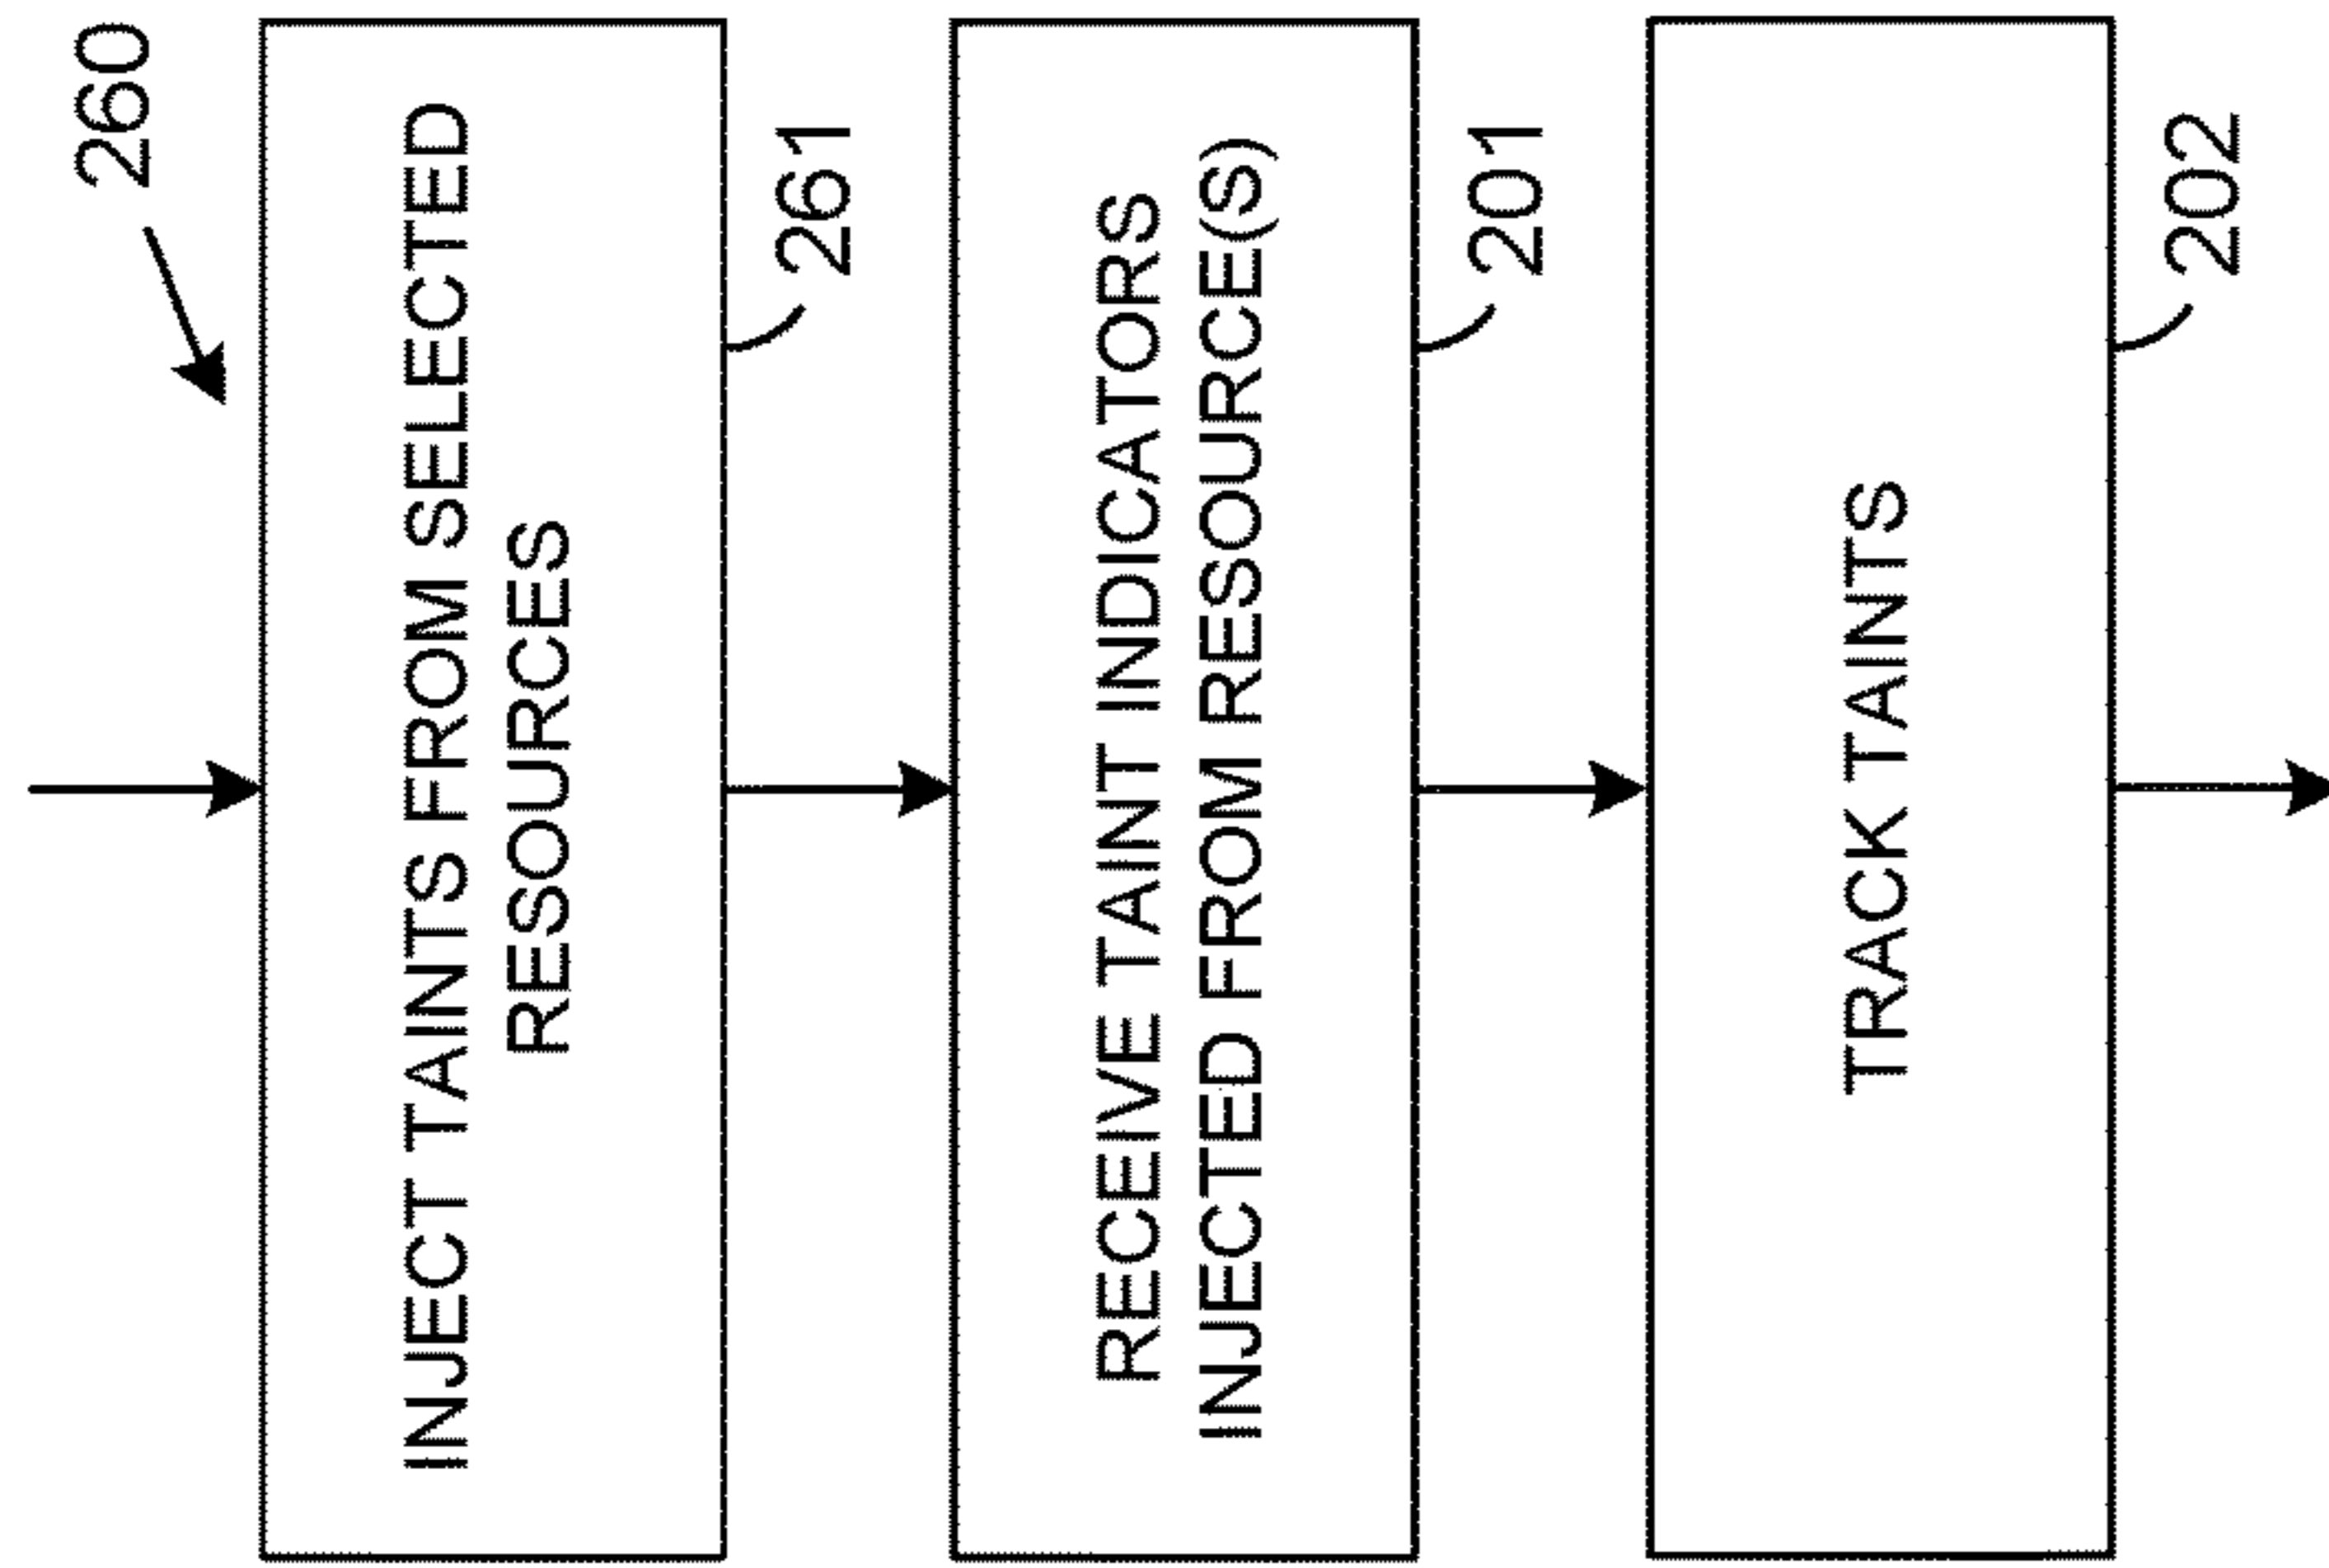 260
INJECT TAINTS FROM SELECTED
RESOURCES
261
RECEIVE TAINT INDICATORS
INJECTED FROM RESOURCE(S)
201
TRACK TAINTS
202